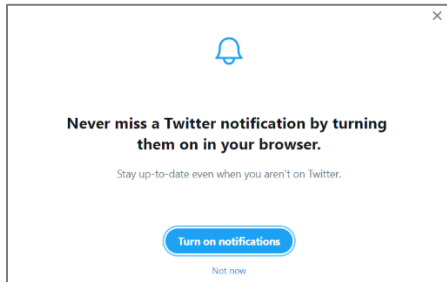 Never miss a Twitter notification by turning
them on in your browser.
Stay up-to-date even when you aren't on Twitter.
Turn on notifications
Not now